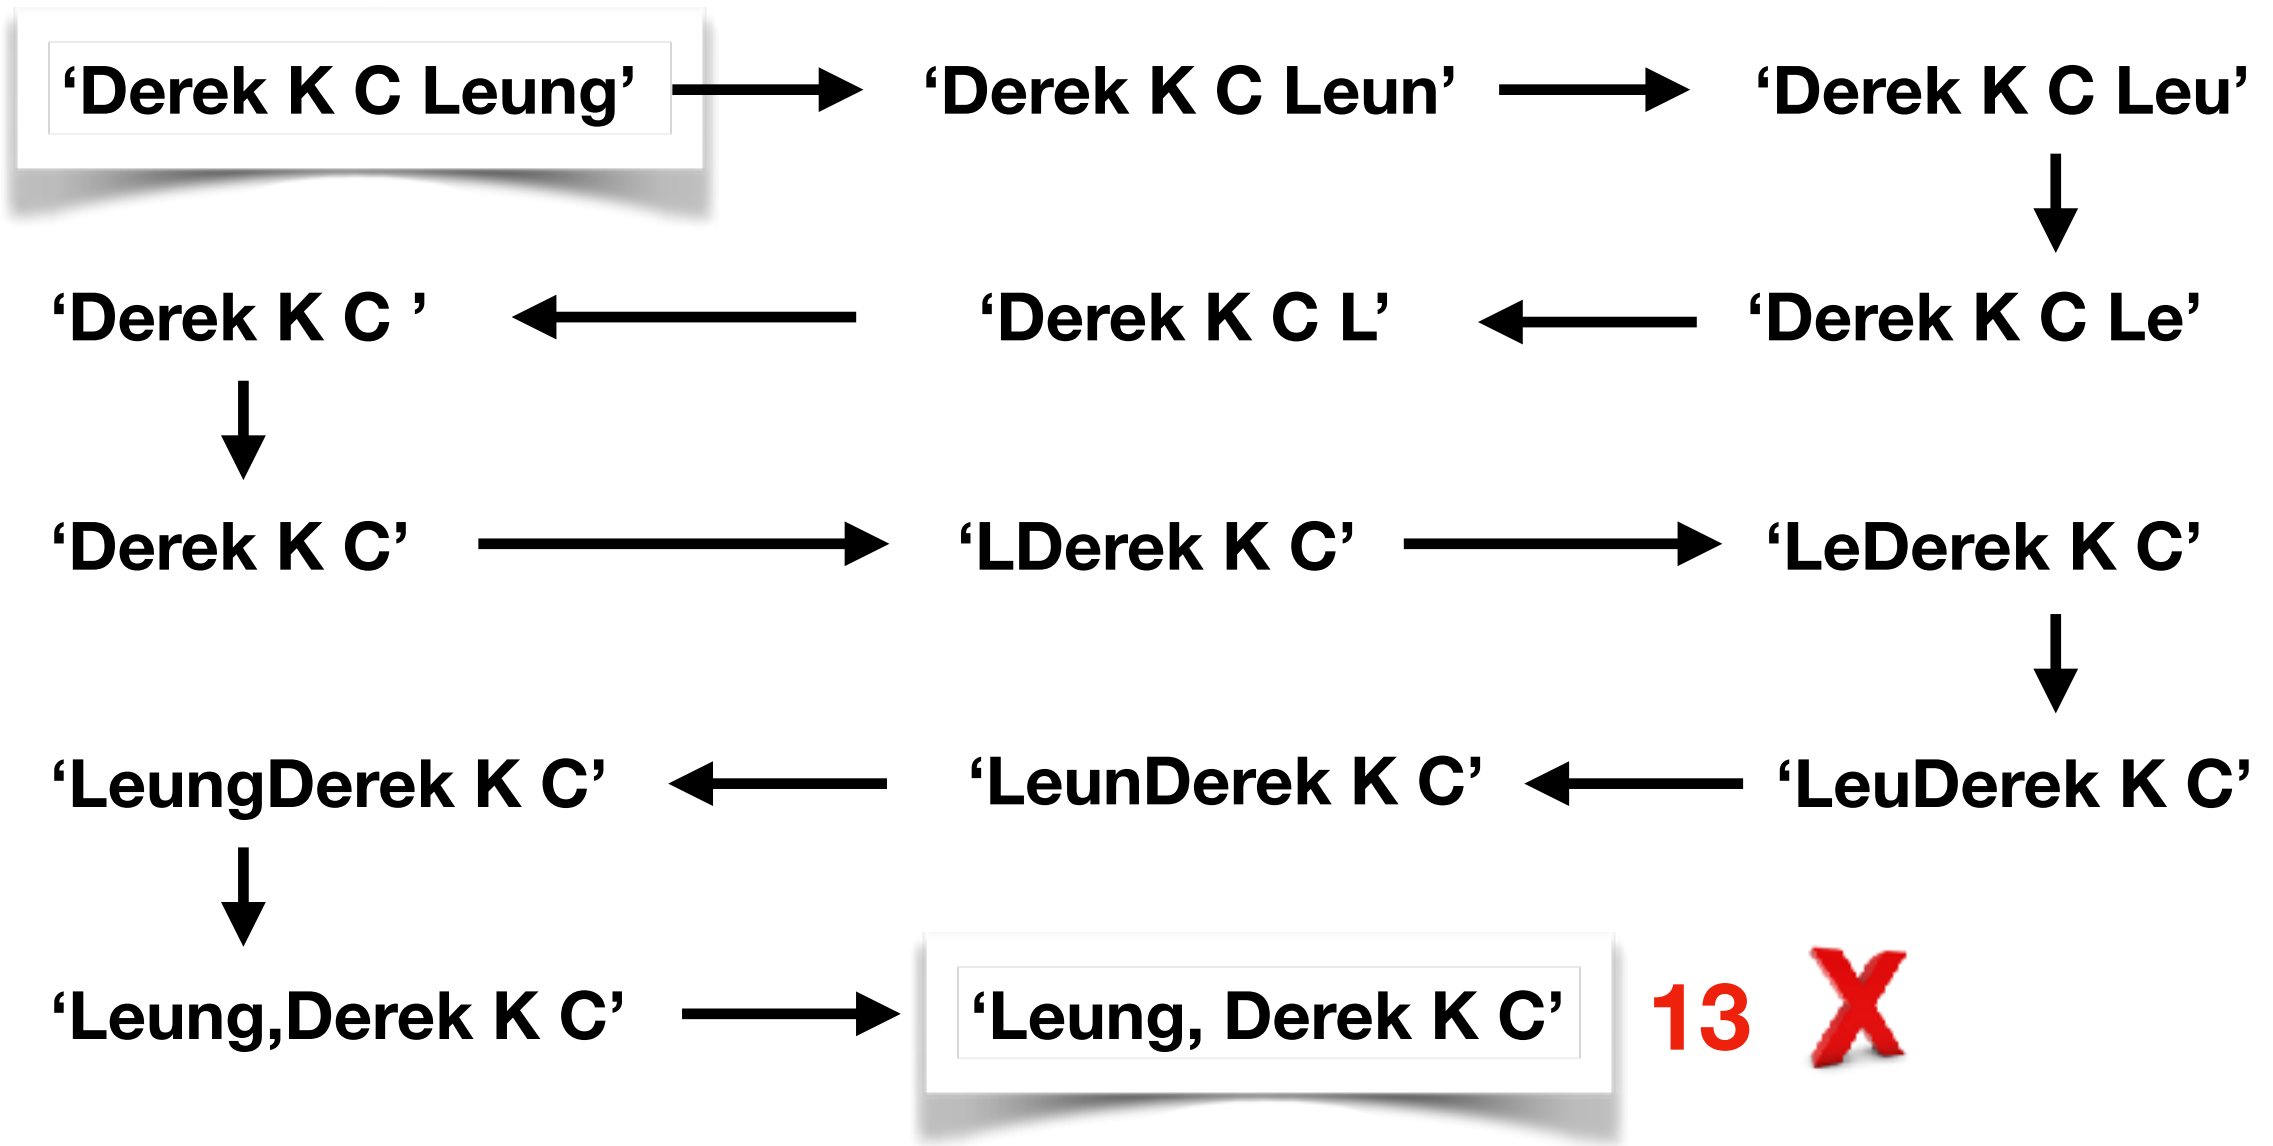 ‘Derek K C Leung’ ‘Derek K C Leun’ ‘Derek K C Leu’
‘Derek K C ’ ‘Derek K C L’ ‘Derek K C Le’
‘Derek K C’ ‘LDerek K C’ ‘LeDerek K C’
‘LeungDerek K C’ ‘LeunDerek K C’ ‘LeuDerek K C’
‘Leung,Derek K C’ ‘Leung, Derek K C’ 13 X